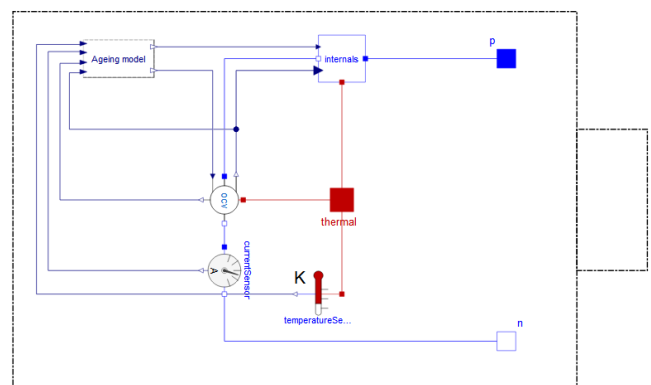 p
Ageing model
internals
OCV
thermal
currentSensor
A
K
temperatureSe...
n